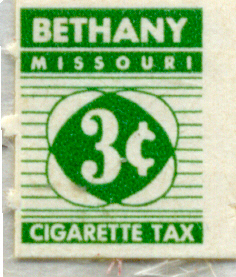 BETHANY
MISSOURI
3¢
CIGARETTE TAX